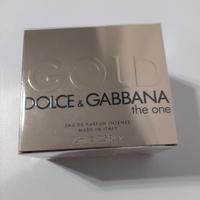 GOLD
DOLCE & GABBANA
the one
EAU DE PARFUM INTENSE
MADE IN ITALY